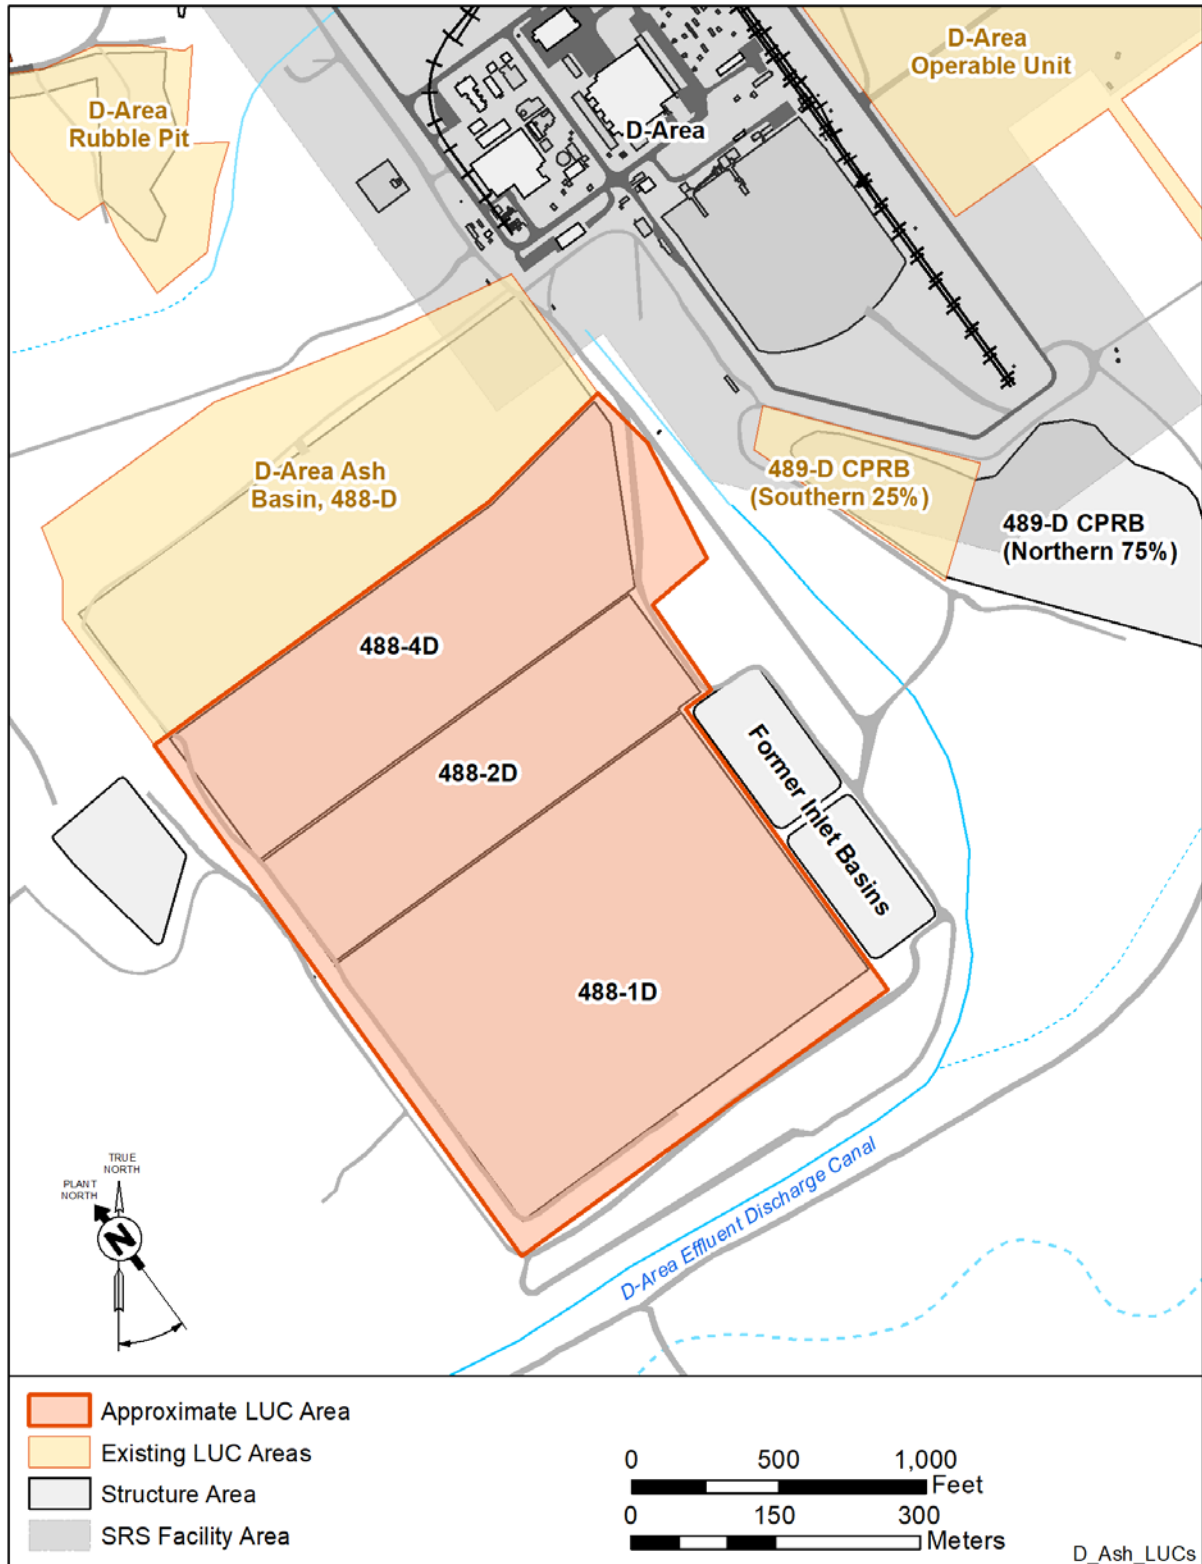 D-Area
Operable Unit
D-Area
Rubble Pit
D-Area
D-Area Ash
Basin, 488-D
489-D CPRB
(Southern 25%)
489-D CPRB
(Northern 75%)
488-4D
488-2D
Former Inlet Basins
488-1D
D-Area Effluent Discharge Canal
TRUE
NORTH
PLANT
NORTH
N
Approximate LUC Area
Existing LUC Areas
Structure Area
SRS Facility Area
0 500 1,000
Feet
0 150 300
Meters
D_Ash_LUCs